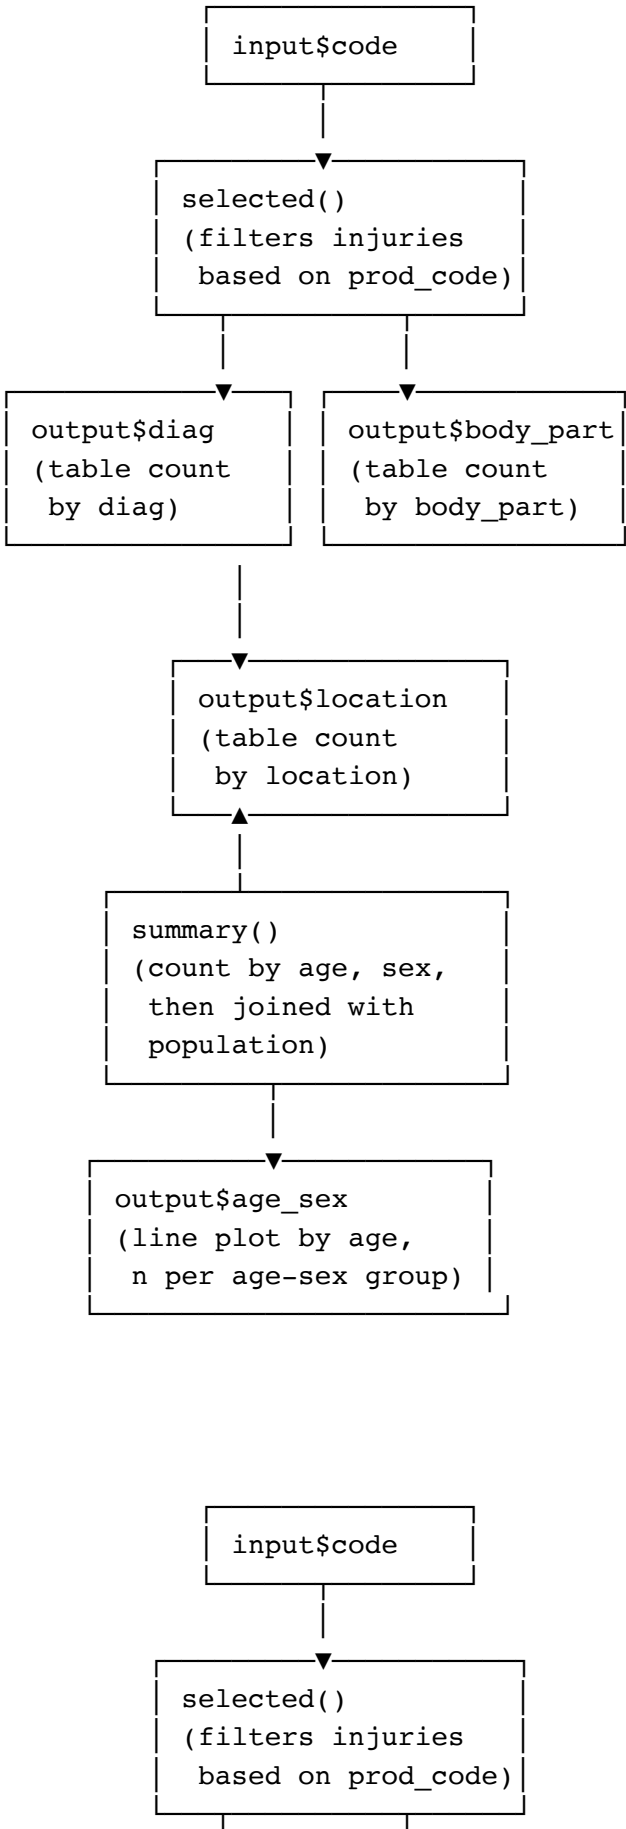 input$code
selected()
(filters injuries
based on prod_code)
output$diag
(table count
by diag)
output$body_part
(table count
by body_part)
output$location
(table count
by location)
summary()
(count by age, sex,
then joined with
population)
output$age_sex
(line plot by age,
n per age-sex group)
input$code
selected()
(filters injuries
based on prod_code)